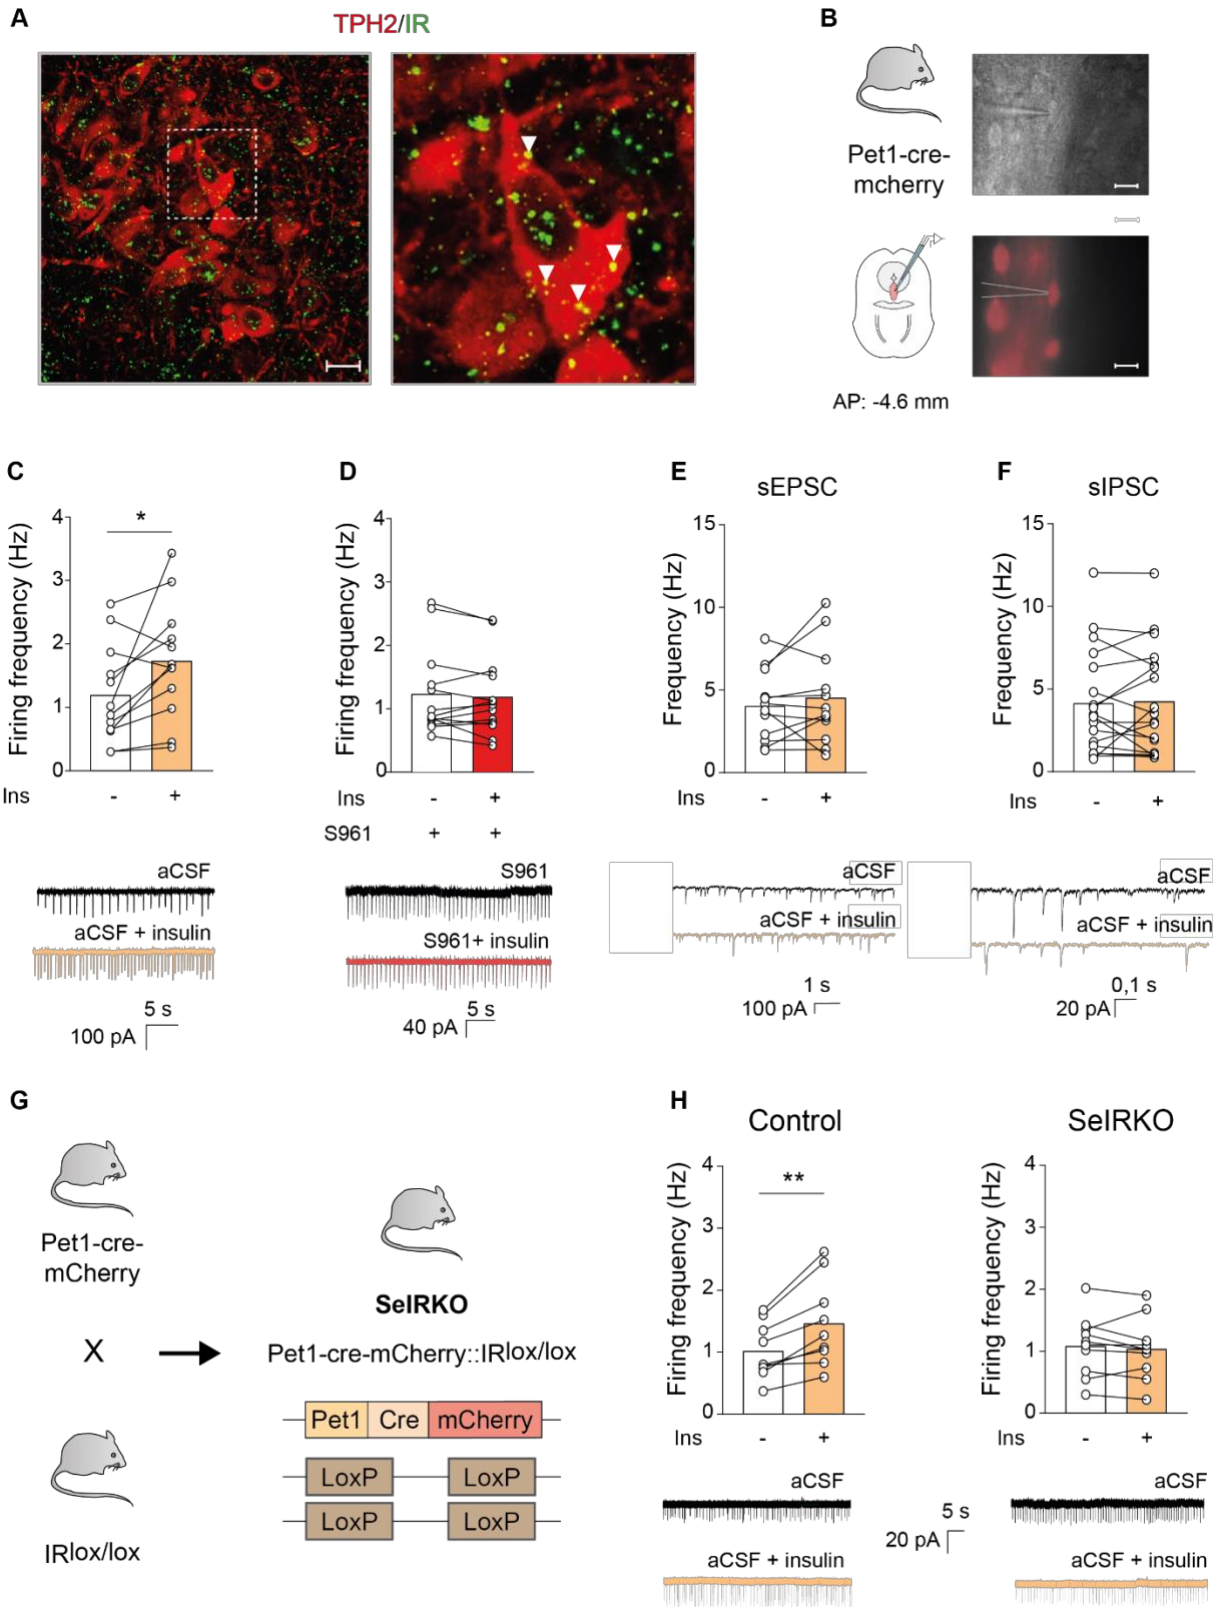 A
TPH2/IR
B
Pet1-cre-
mcherry
AP: -4.6 mm
C
Firing frequency (Hz)
4
3
2
1
0
*
Ins
-
+
aCSF
aCSF + insulin
5 s
100 pA
D
Firing frequency (Hz)
4
3
2
1
0
Ins
-
+
S961
+
+
S961
S961+ insulin
5 s
40 pA
E
sEPSC
Frequency (Hz)
15
10
5
0
Ins
-
+
aCSF
aCSF + insulin
1 s
100 pA
F
sIPSC
Frequency (Hz)
15
10
5
0
Ins
-
+
aCSF
aCSF + insulin
0,1 s
20 pA
G
Pet1-cre-
mCherry
X
IRlox/lox
SeIRKO
Pet1-cre-mCherry::IRlox/lox
Pet1 Cre mCherry
LoxP LoxP
LoxP LoxP
H
Control
Firing frequency (Hz)
4
3
2
1
0
**
Ins
-
+
aCSF
aCSF + insulin
5 s
20 pA
SeIRKO
Firing frequency (Hz)
4
3
2
1
0
Ins
-
+
aCSF
aCSF + insulin